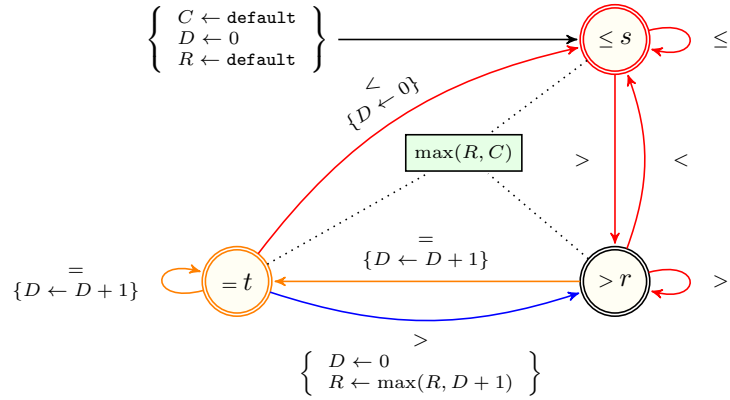 C ← default
D ← 0
R ← default
≤ s
≤
<
{D ← 0}
max(R, C)
>
<
=
{D ← D + 1}
=
{D ← D + 1}
= t
> r
>
>
D ← 0
R ← max(R, D + 1)